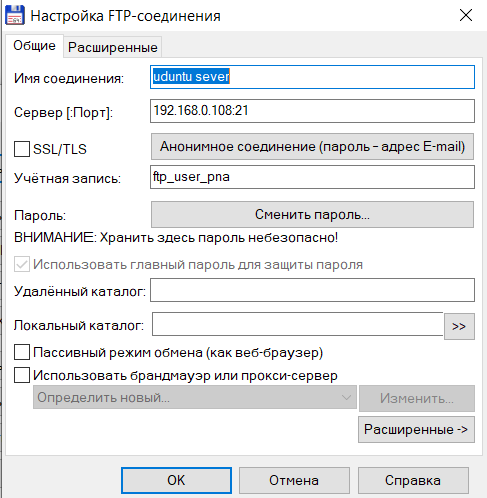 Настройка FTP-соединения
Общие Расширенные
Имя соединения: uduntu sever
Сервер [:Порт]: 192.168.0.108:21
SSL/TLS Анонимное соединение (пароль – адрес E-mail)
Учётная запись: ftp_user_pna
Пароль: Сменить пароль...
ВНИМАНИЕ: Хранить здесь пароль небезопасно!
Использовать главный пароль для защиты пароля
Удалённый каталог:
Локальный каталог: >>
Пассивный режим обмена (как веб-браузер)
Использовать брандмауэр или прокси-сервер
Определить новый... Изменить...
Расширенные ->
OK Отмена Справка